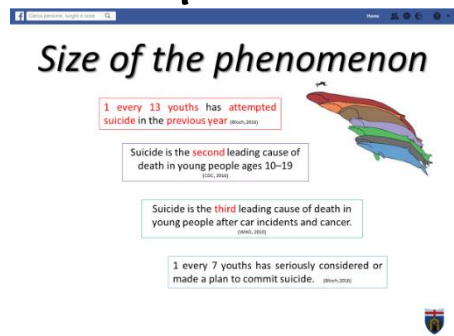 Cerca persone, luoghi e cose
Home
Size of the phenomenon
1 every 13 youths has attempted
suicide in the previous year (Bloch,2016)
Suicide is the second leading cause of
death in young people ages 10–19
(CDC, 2016)
Suicide is the third leading cause of death in
young people after car incidents and cancer.
(WHO, 2010)
1 every 7 youths has seriously considered or
made a plan to commit suicide. (Bloch,2016)